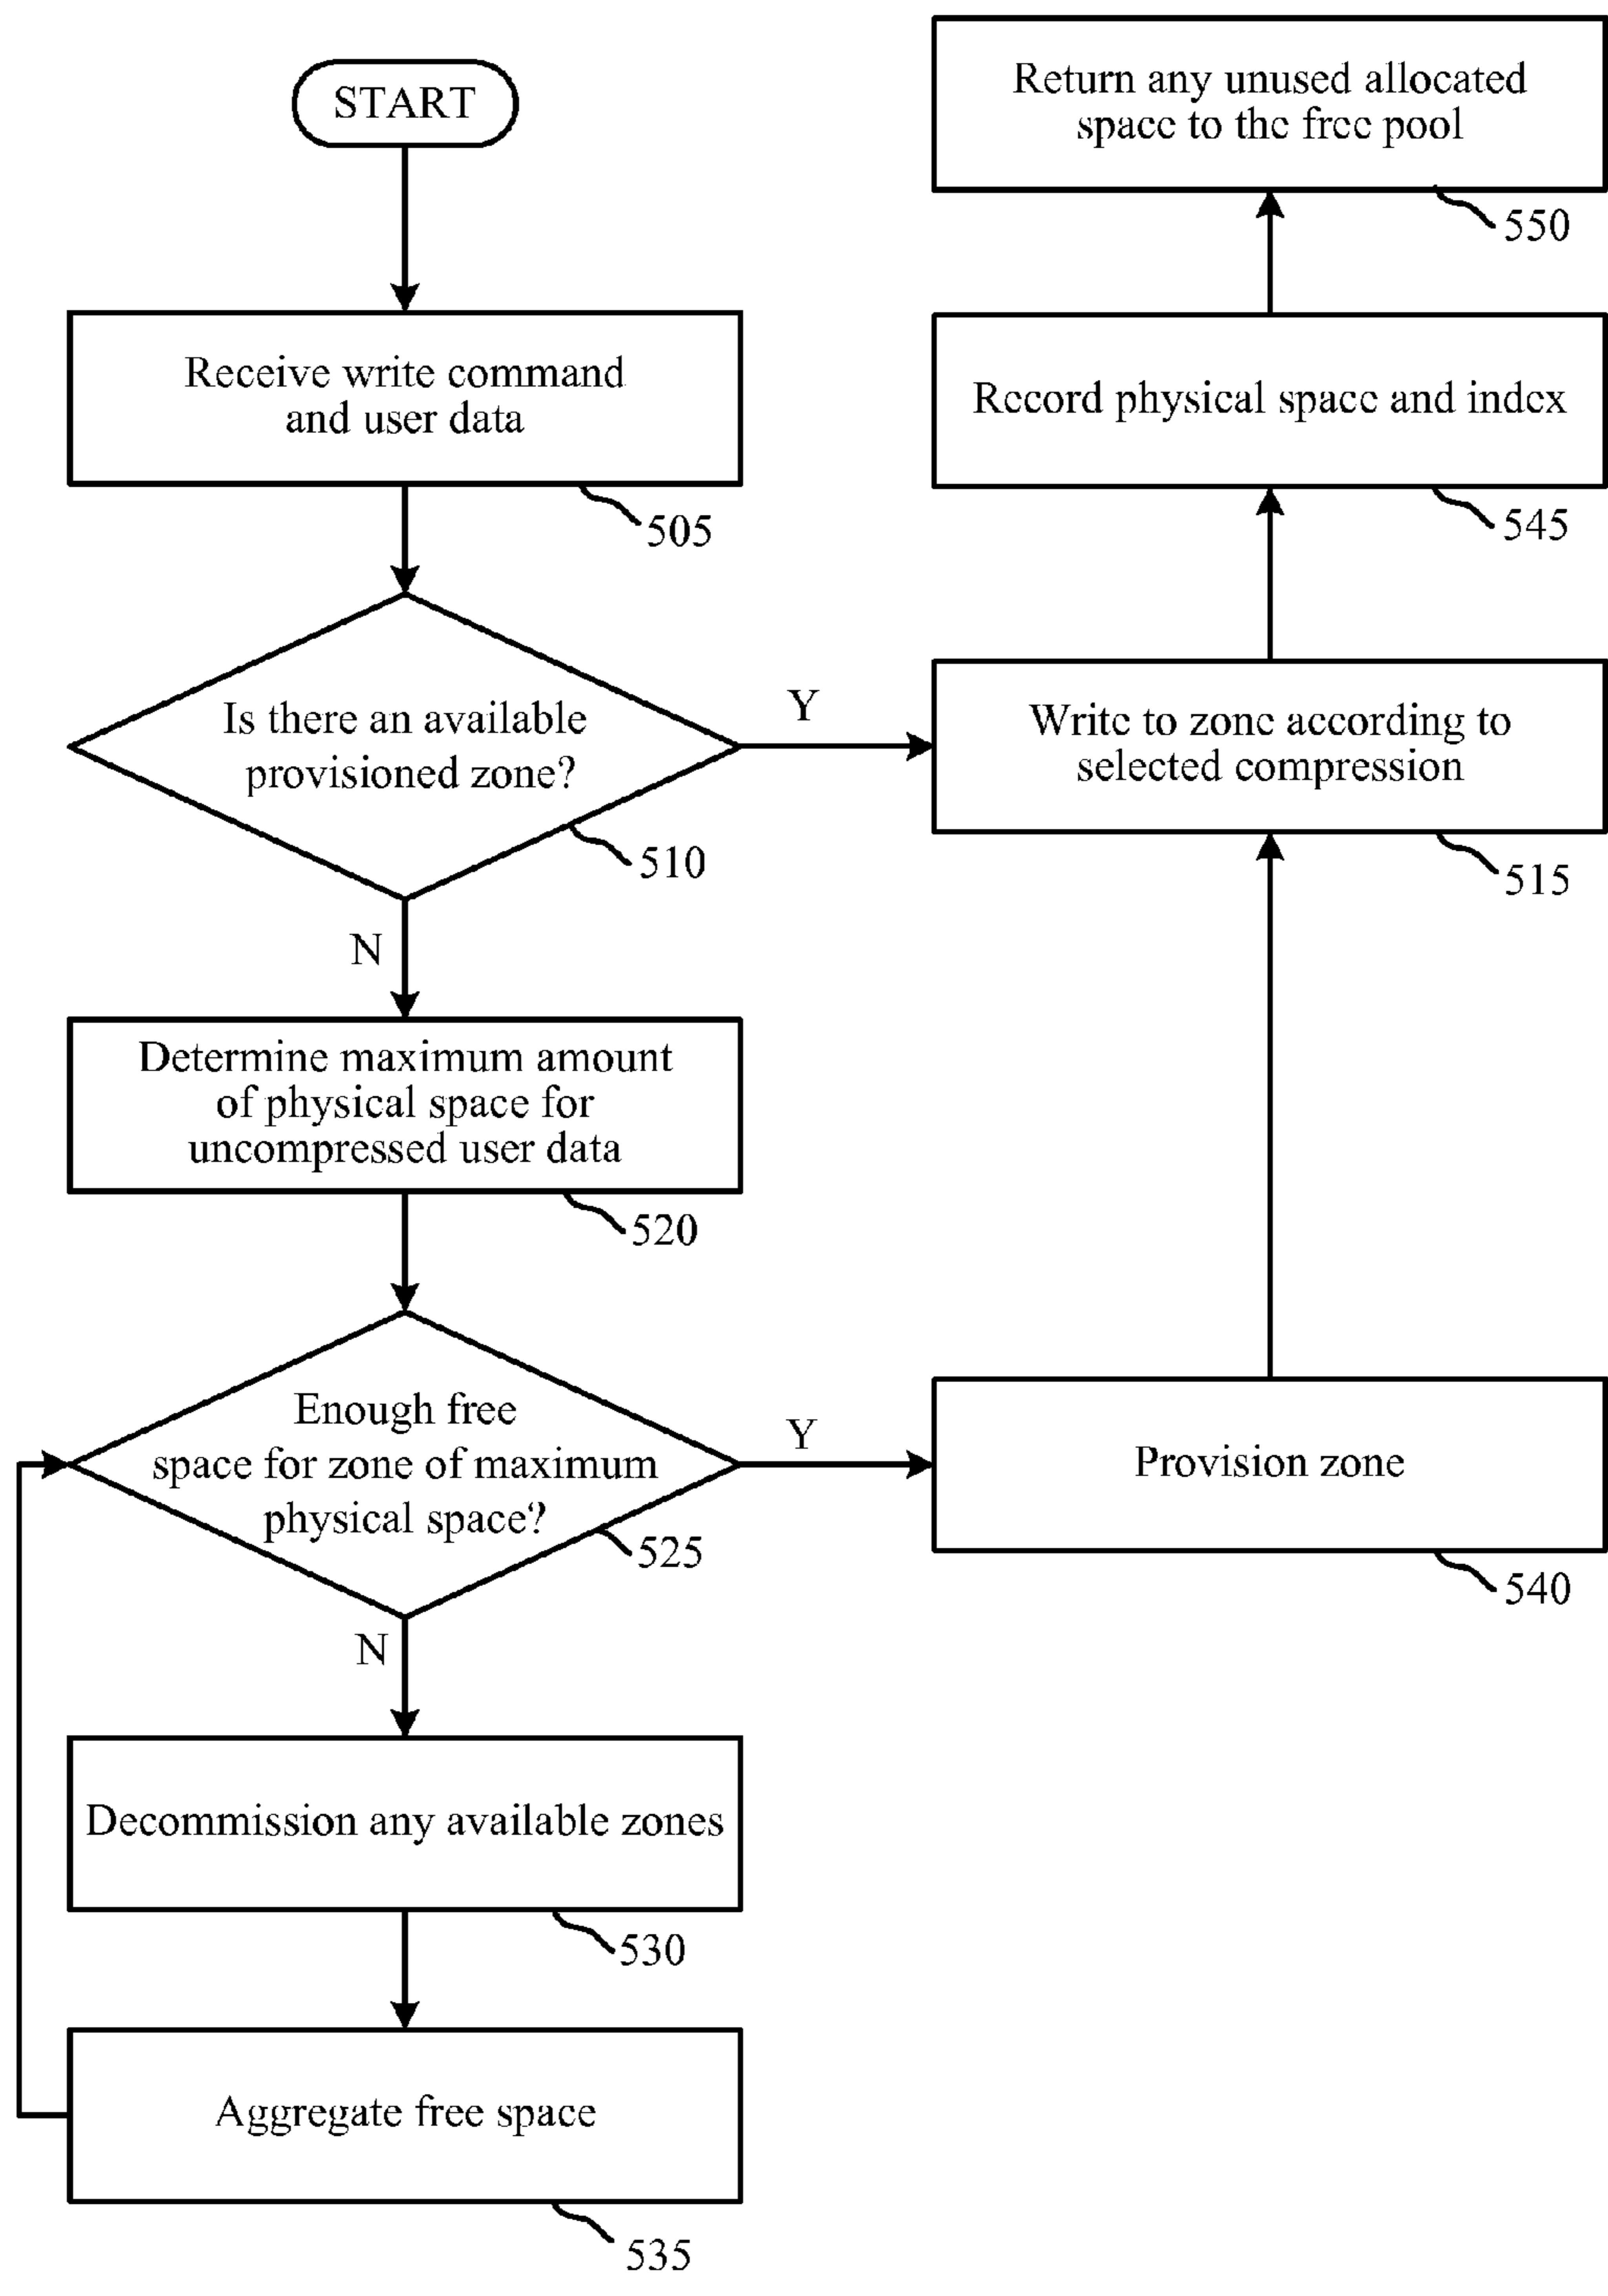 START
Receive write command
and user data
505
Is there an available
provisioned zone?
510
Y
N
Determine maximum amount
of physical space for
uncompressed user data
520
Enough free
space for zone of maximum
physical space?
525
Y
N
Decommission any available zones
530
Aggregate free space
535
Provision zone
540
Write to zone according to
selected compression
515
Record physical space and index
545
Return any unused allocated
space to the free pool
550